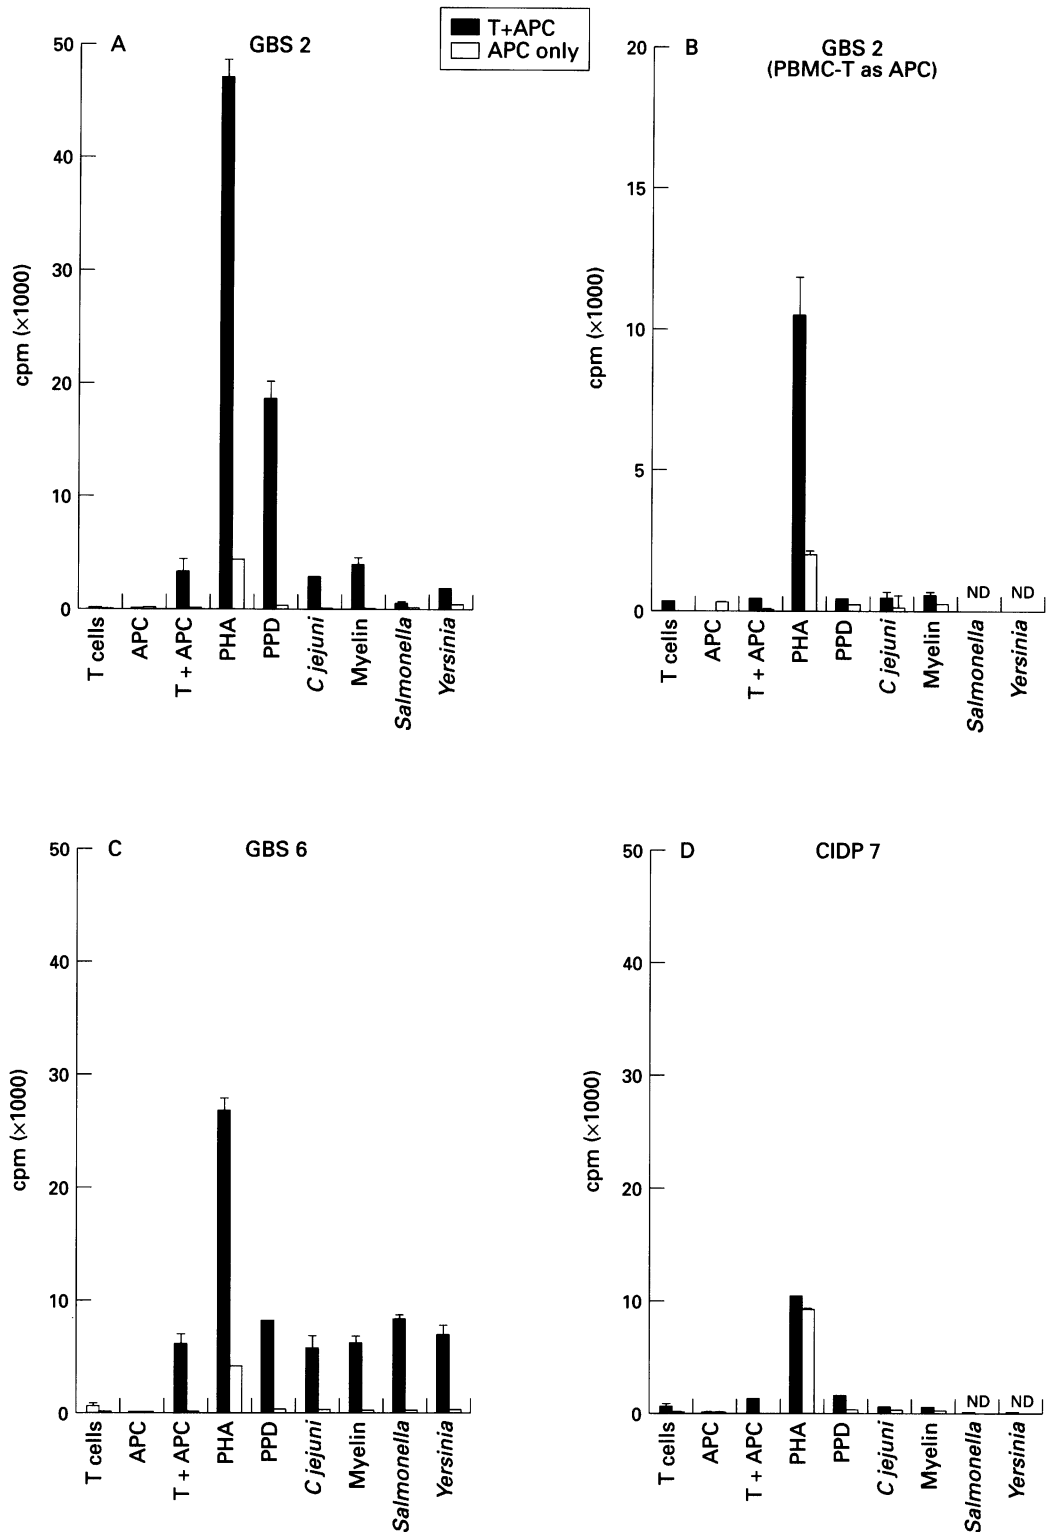 T+APC
APC only
A
GBS 2
50
40
30
20
10
0
cpm (×1000)
T cells
APC
T + APC
PHA
PPD
C jejuni
Myelin
Salmonella
Yersinia
B
GBS 2
(PBMC-T as APC)
20
15
10
5
0
cpm (×1000)
ND
ND
T cells
APC
T + APC
PHA
PPD
C jejuni
Myelin
Salmonella
Yersinia
C
GBS 6
50
40
30
20
10
0
cpm (×1000)
T cells
APC
T + APC
PHA
PPD
C jejuni
Myelin
Salmonella
Yersinia
D
CIDP 7
50
40
30
20
10
0
cpm (×1000)
ND
ND
T cells
APC
T + APC
PHA
PPD
C jejuni
Myelin
Salmonella
Yersinia